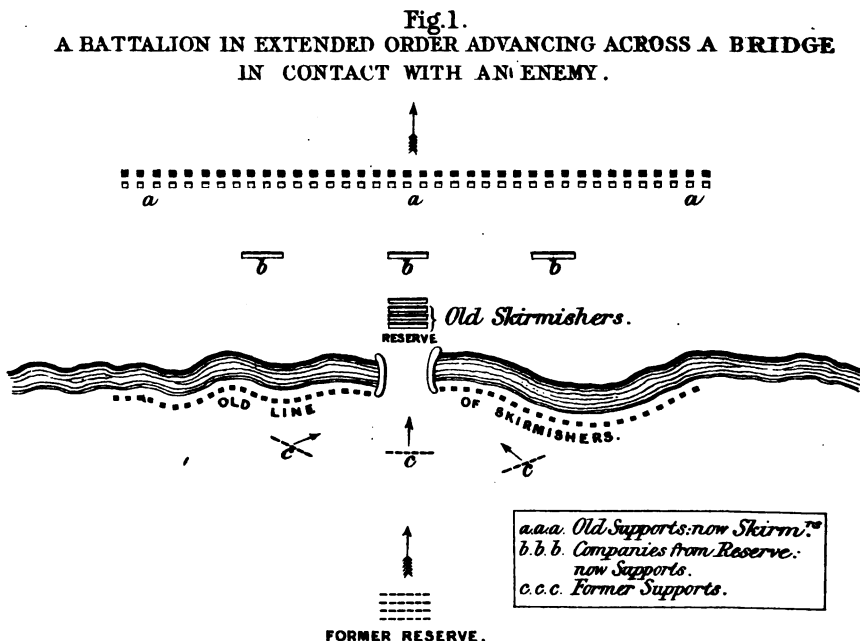 Fig.1.
A BATTALION IN EXTENDED ORDER ADVANCING ACROSS A BRIDGE
IN CONTACT WITH AN ENEMY.
a a a
b b b
Old Skirmishers.
RESERVE
OLD LINE OF SKIRMISHERS.
c c c
a.a.a. Old Supports: now Skirm.rs
b.b.b. Companies from Reserve:
now Supports.
c.c.c. Former Supports.
FORMER RESERVE.